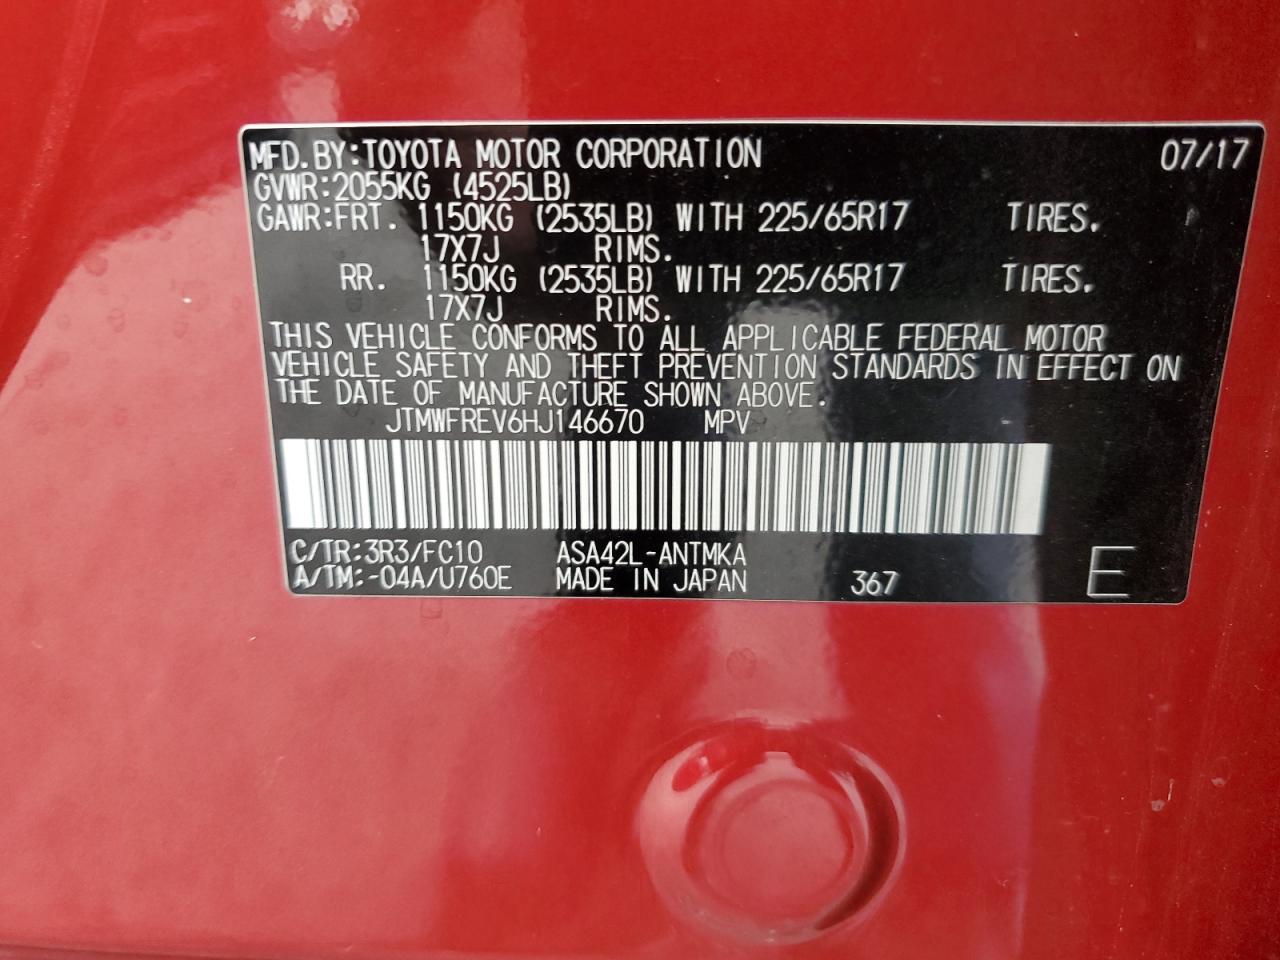 MFD. BY: TOYOTA MOTOR CORPORATION 07/17
GVWR: 2055KG (4525LB)
GAWR: FRT. 1150KG (2535LB) WITH 225/65R17 TIRES.
17X7J RIMS.
RR. 1150KG (2535LB) WITH 225/65R17 TIRES.
17X7J RIMS.
THIS VEHICLE CONFORMS TO ALL APPLICABLE FEDERAL MOTOR
VEHICLE SAFETY AND THEFT PREVENTION STANDARDS IN EFFECT ON
THE DATE OF MANUFACTURE SHOWN ABOVE.
JTMWFREV6HJ146670 MPV
C/TR:3R3/FC10 ASA42L-ANTMKA
A/TM:-04A/U760E MADE IN JAPAN 367 E